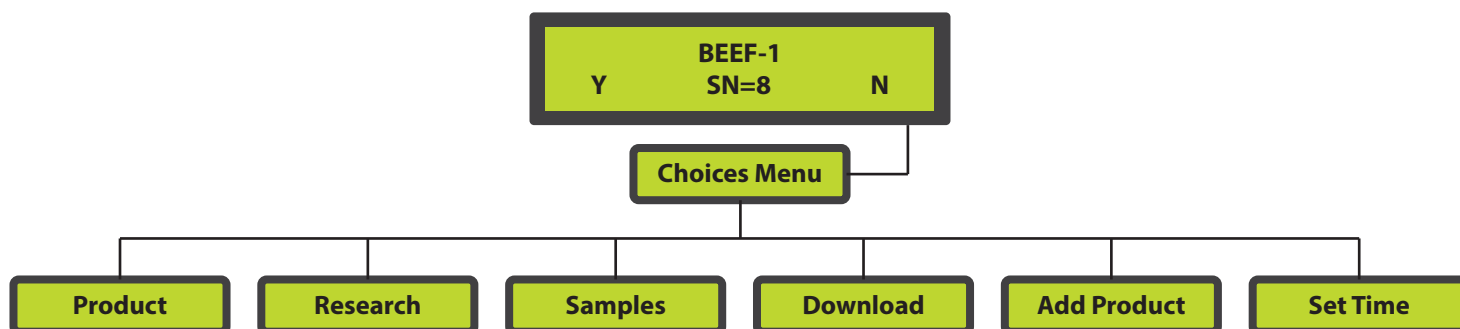 BEEF-1
Y SN=8 N
Choices Menu
Product Research Samples Download Add Product Set Time